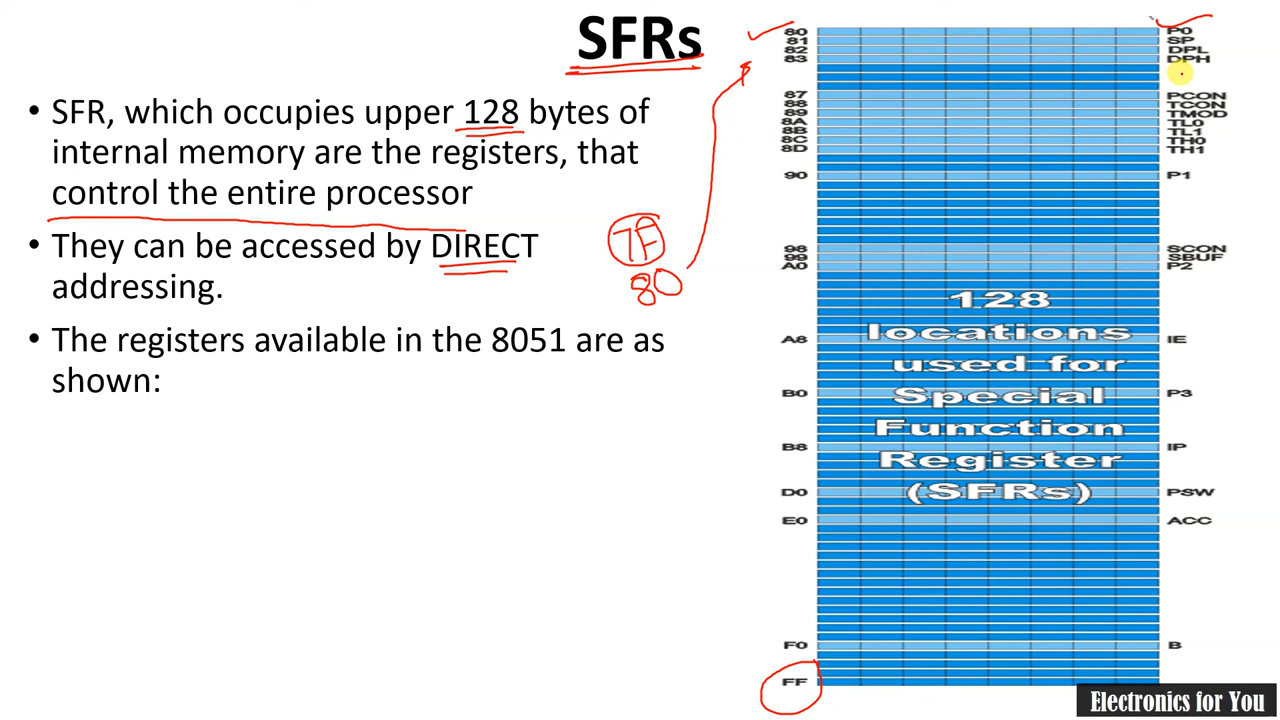 SFRs
• SFR, which occupies upper 128 bytes of
internal memory are the registers, that
control the entire processor
• They can be accessed by DIRECT
addressing.
• The registers available in the 8051 are as
shown:
7F
80
80 P0
81 SP
82 DPL
83 DPH
87 PCON
88 TCON
89 TMOD
8A TL0
8B TL1
8C TH0
8D TH1
90 P1
98 SCON
99 SBUF
A0 P2
128
locations
A8 IE
used for
Special
B0 P3
Function
B8 IP
Register
(SFRs)
D0 PSW
E0 ACC
F0 B
FF
Electronics for You